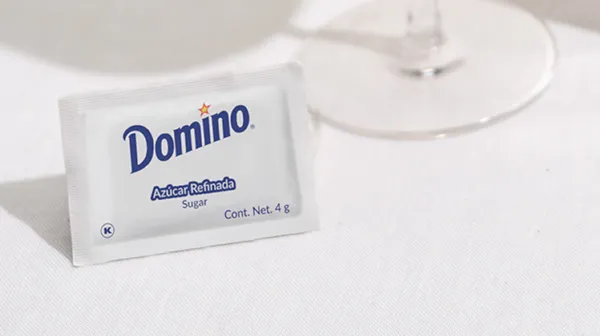 Domino®
Azúcar Refinada
Sugar
Cont. Net. 4 g
K